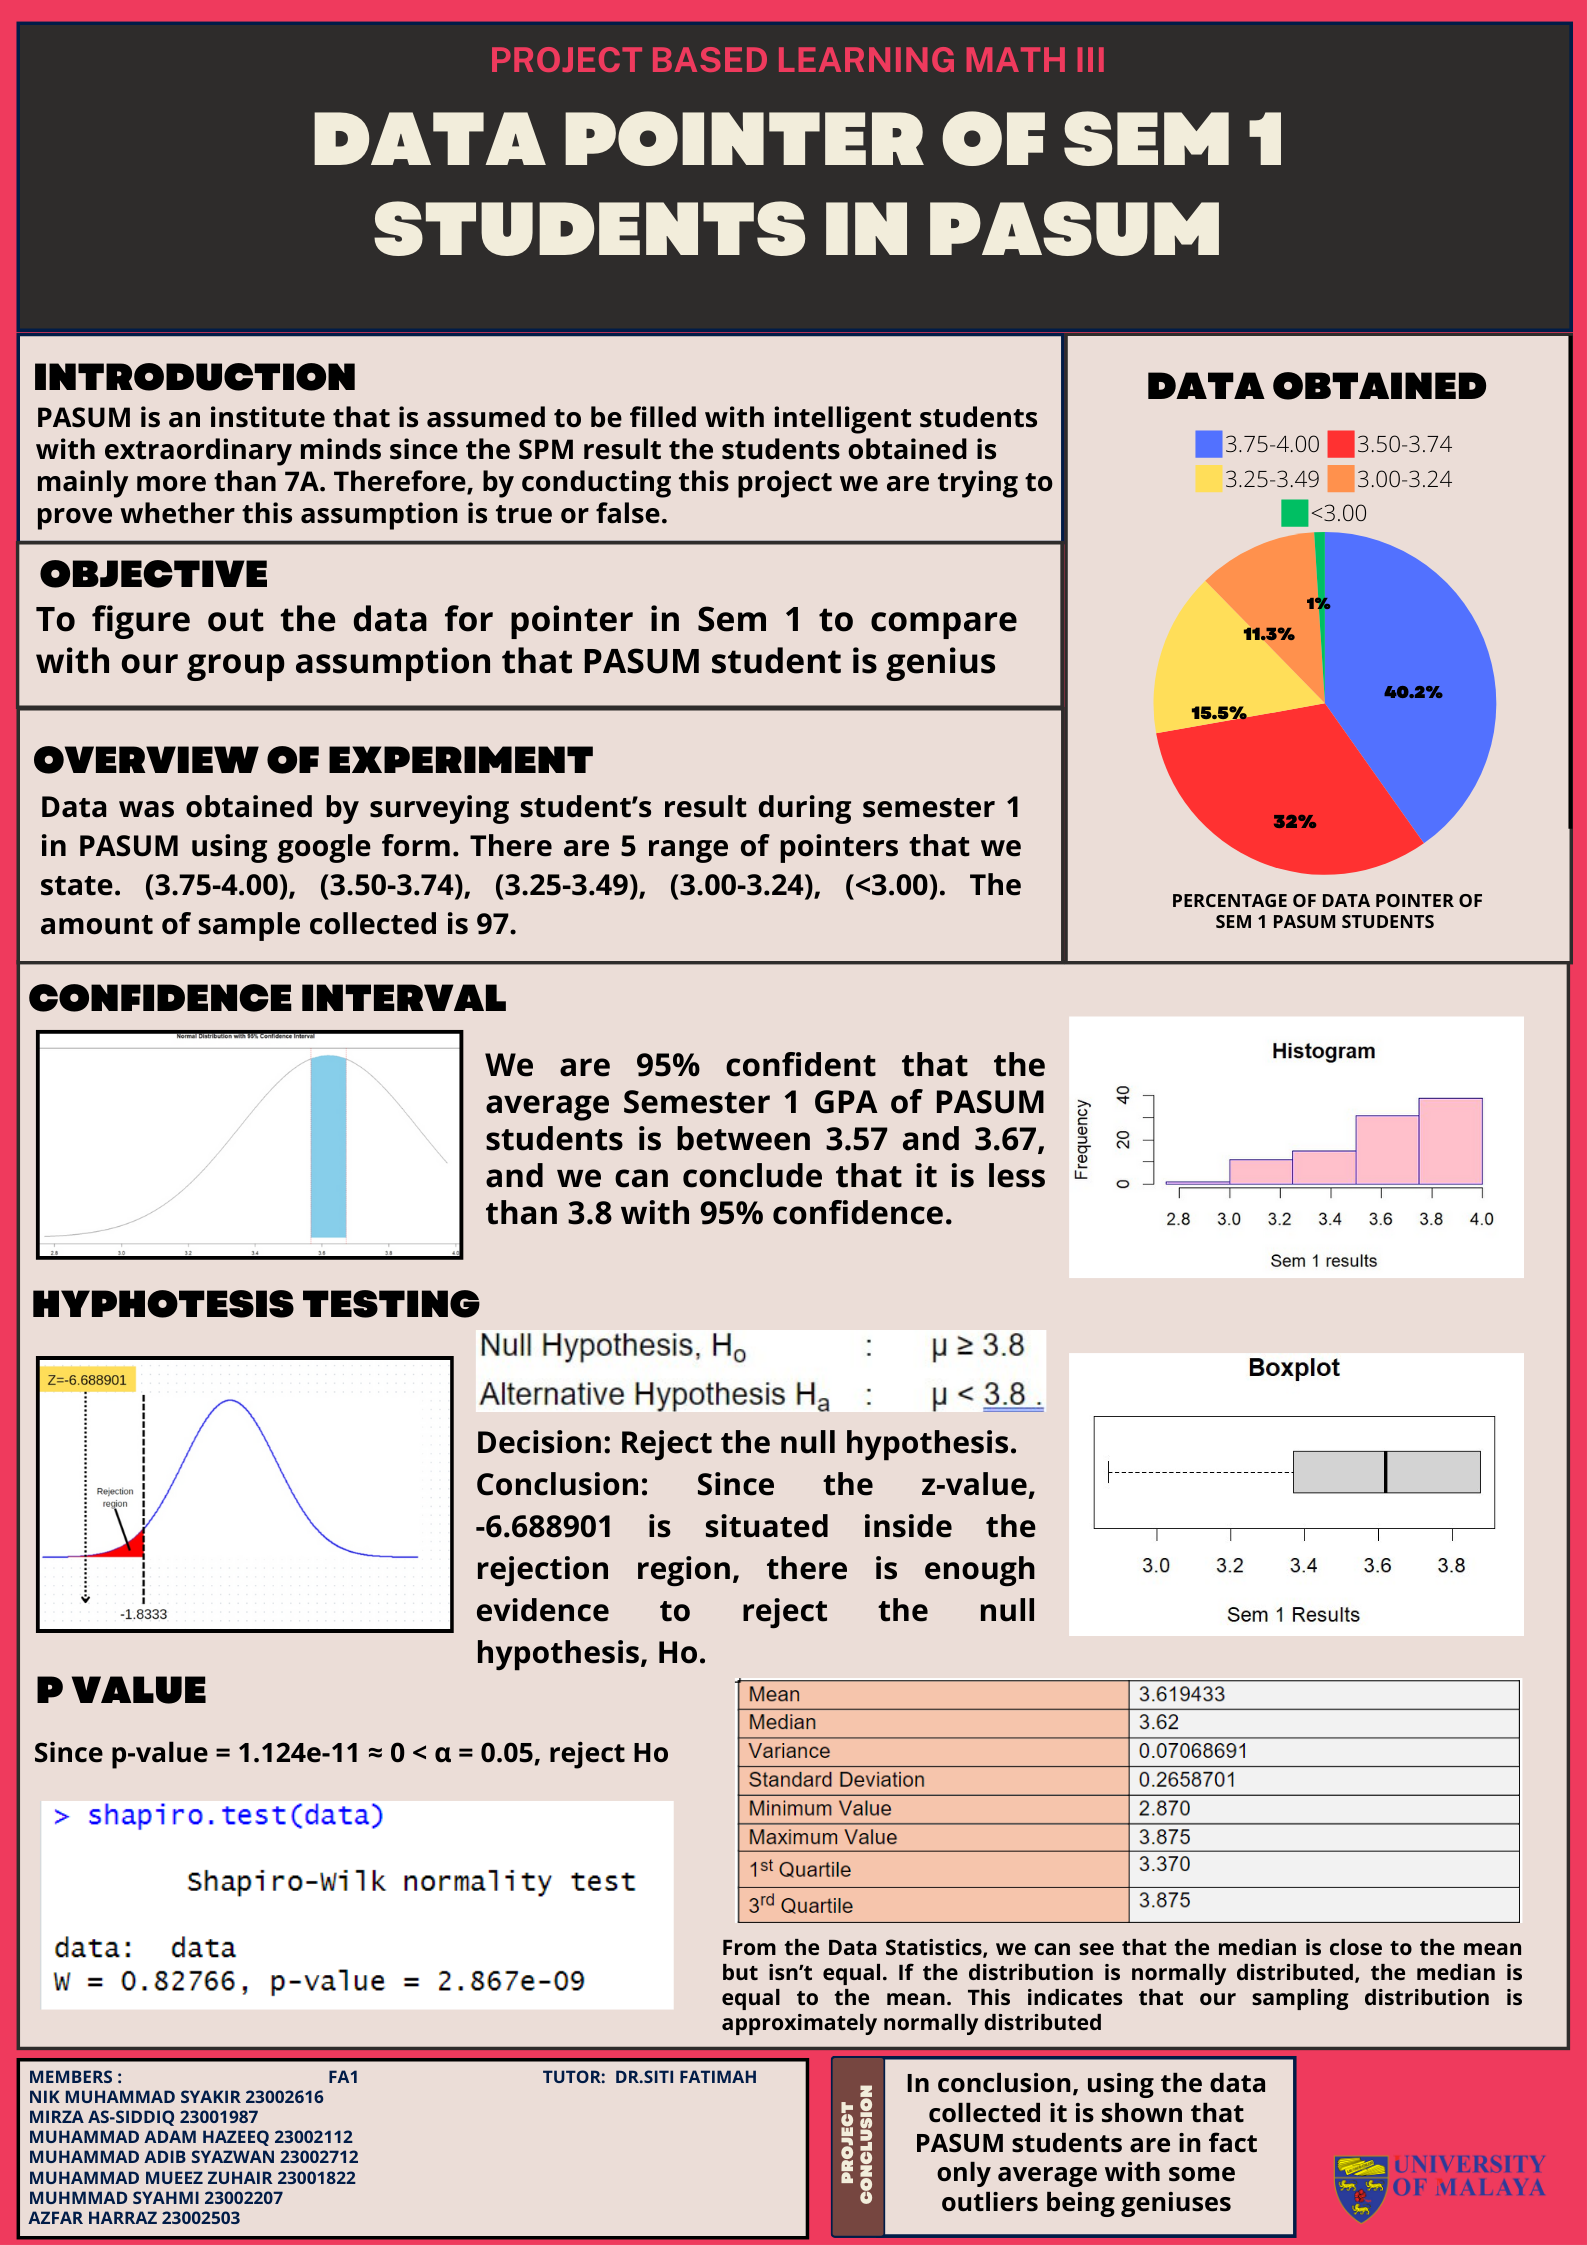 PROJECT BASED LEARNING MATH III
DATA POINTER OF SEM 1
STUDENTS IN PASUM
INTRODUCTION
PASUM is an institute that is assumed to be filled with intelligent students
with extraordinary minds since the SPM result the students obtained is
mainly more than 7A. Therefore, by conducting this project we are trying to
prove whether this assumption is true or false.
OBJECTIVE
To figure out the data for pointer in Sem 1 to compare
with our group assumption that PASUM student is genius
OVERVIEW OF EXPERIMENT
Data was obtained by surveying student’s result during semester 1
in PASUM using google form. There are 5 range of pointers that we
state. (3.75-4.00), (3.50-3.74), (3.25-3.49), (3.00-3.24), (<3.00). The
amount of sample collected is 97.
DATA OBTAINED
3.75-4.00 3.50-3.74
3.25-3.49 3.00-3.24
<3.00
1%
11.3%
40.2%
15.5%
32%
PERCENTAGE OF DATA POINTER OF
SEM 1 PASUM STUDENTS
CONFIDENCE INTERVAL
Normal Distribution with 95% Confidence Interval
2.8 3.0 3.2 3.4 3.6 3.8 4.0
We are 95% confident that the
average Semester 1 GPA of PASUM
students is between 3.57 and 3.67,
and we can conclude that it is less
than 3.8 with 95% confidence.
Histogram
Frequency
40
20
0
2.8 3.0 3.2 3.4 3.6 3.8 4.0
Sem 1 results
HYPHOTESIS TESTING
Z=-6.688901
Rejection
region
-1.8333
Null Hypothesis, Ho : μ ≥ 3.8
Alternative Hypothesis Ha : μ < 3.8 .
Decision: Reject the null hypothesis.
Conclusion: Since the z-value,
-6.688901 is situated inside the
rejection region, there is enough
evidence to reject the null
hypothesis, Ho.
Boxplot
3.0 3.2 3.4 3.6 3.8
Sem 1 Results
P VALUE
Since p-value = 1.124e-11 ≈ 0 < α = 0.05, reject Ho
> shapiro.test(data)
Shapiro-Wilk normality test
data: data
W = 0.82766, p-value = 2.867e-09
Mean 3.619433
Median 3.62
Variance 0.07068691
Standard Deviation 0.2658701
Minimum Value 2.870
Maximum Value 3.875
1st Quartile 3.370
3rd Quartile 3.875
From the Data Statistics, we can see that the median is close to the mean
but isn’t equal. If the distribution is normally distributed, the median is
equal to the mean. This indicates that our sampling distribution is
approximately normally distributed
MEMBERS : FA1 TUTOR: DR.SITI FATIMAH
NIK MUHAMMAD SYAKIR 23002616
MIRZA AS-SIDDIQ 23001987
MUHAMMAD ADAM HAZEEQ 23002112
MUHAMMAD ADIB SYAZWAN 23002712
MUHAMMAD MUEEZ ZUHAIR 23001822
MUHMMAD SYAHMI 23002207
AZFAR HARRAZ 23002503
PROJECT
CONCLUSION
In conclusion, using the data
collected it is shown that
PASUM students are in fact
only average with some
outliers being geniuses
UNIVERSITY
OF MALAYA